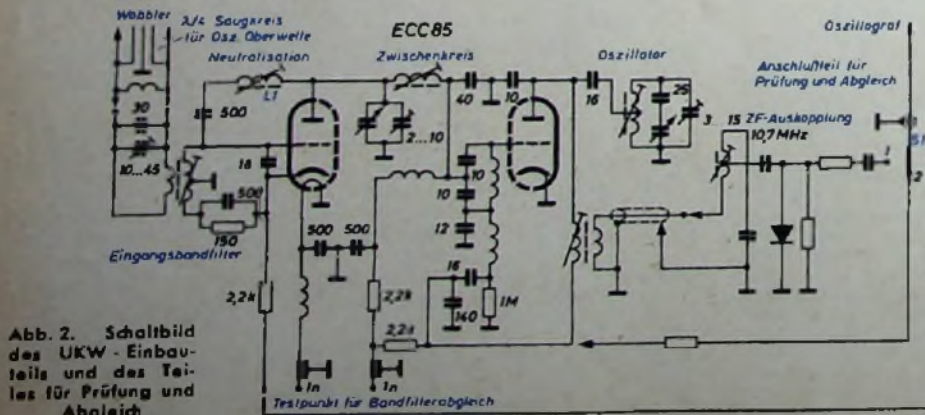 Wobbler
λ/4 Saugkreis
für Osz. Oberwelle
Neutralisation
ECC85
Zwischenkreis
Oszillator
Oszillograf
Anschlußteil für
Prüfung und Abgleich
ZF-Auskopplung
10,7 MHz
L1
30
500
10...45
18
500
150
Eingangsbandfilter
2...10
40
10
16
25
3
15
1
2
10
10
12
500
500
16
140
1M
2,2k
2,2k
2,2k
1n
1n
Testpunkt für Bandfilterabgleich
Abb. 2. Schaltbild
des UKW - Einbau-
teils und des Tei-
les für Prüfung und
Abgleich